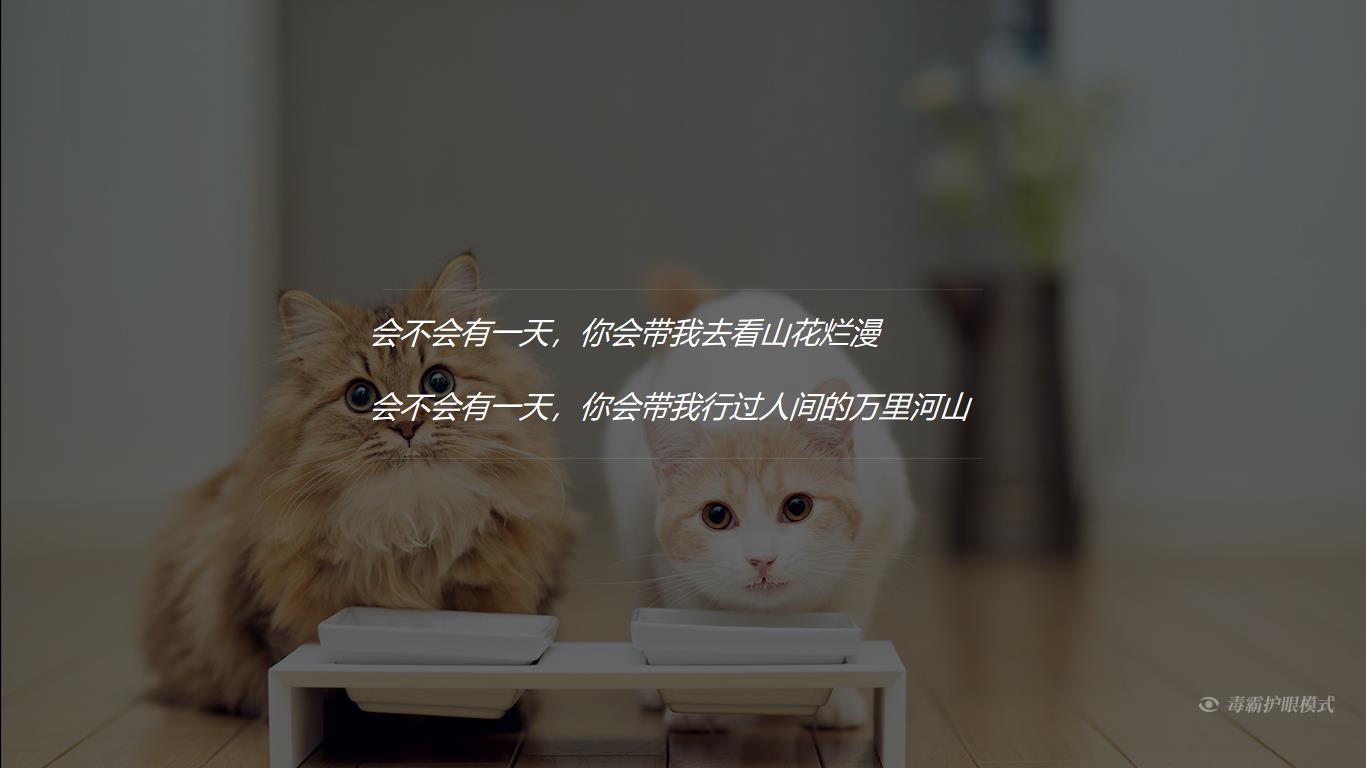 会不会有一天，你会带我去看山花烂漫
会不会有一天，你会带我行过人间的万里河山
毒霸护眼模式